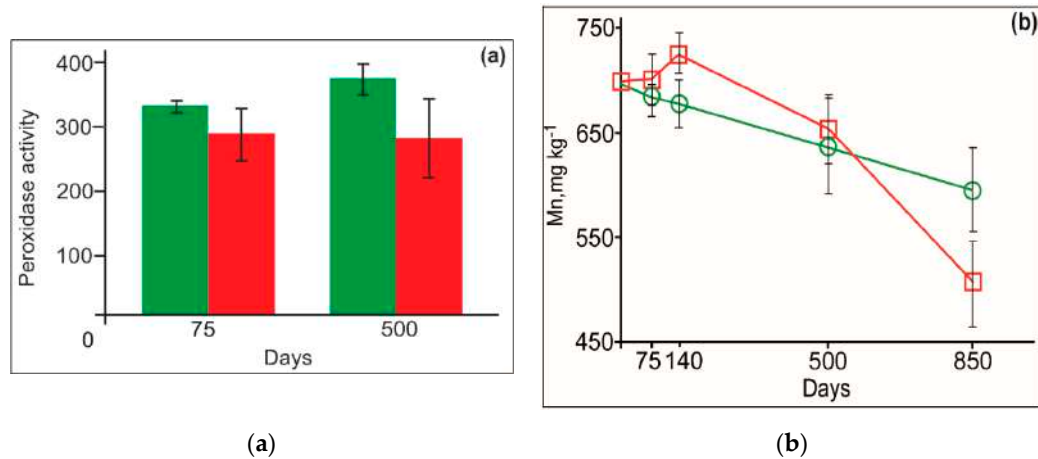 (a)
400
300
200
100
0
Peroxidase activity
75 500
Days
(b)
750
650
550
450
Mn,mg kg⁻¹
75 140 500 850
Days
(a) (b)